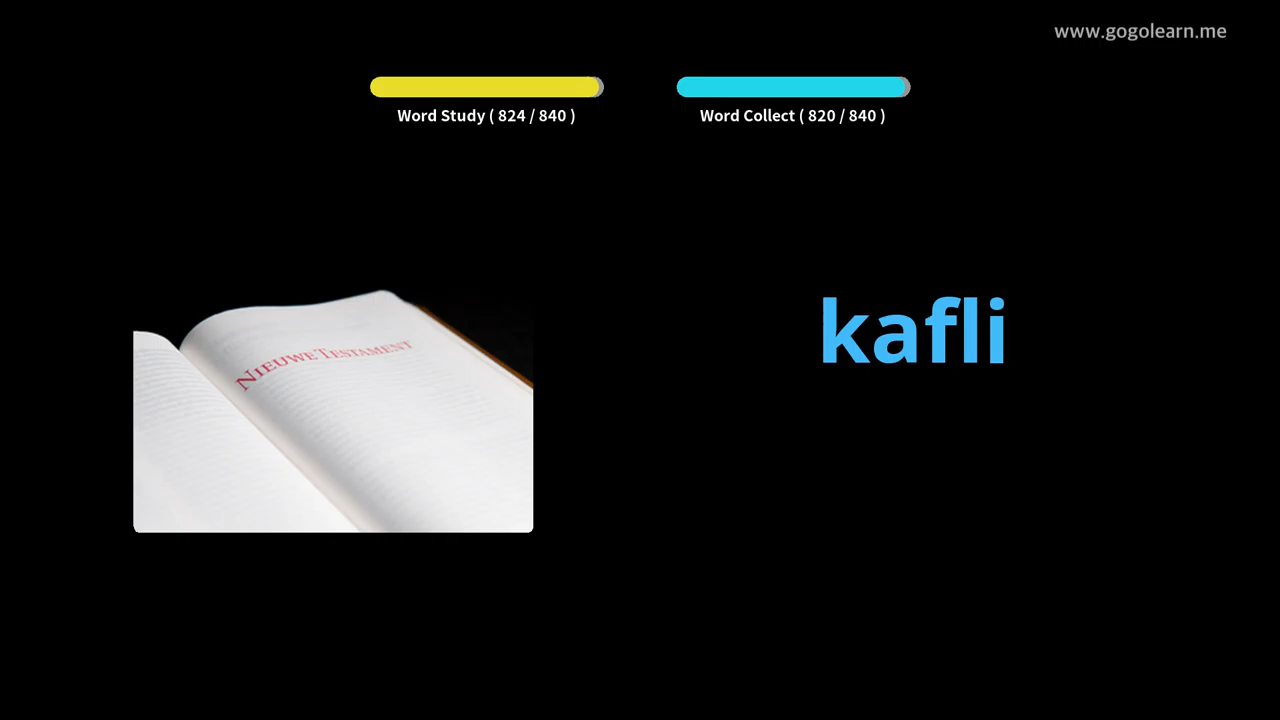 www.gogolearn.me
Word Study ( 824 / 840 )
Word Collect ( 820 / 840 )
NIEUWE TESTAMENT
kafli